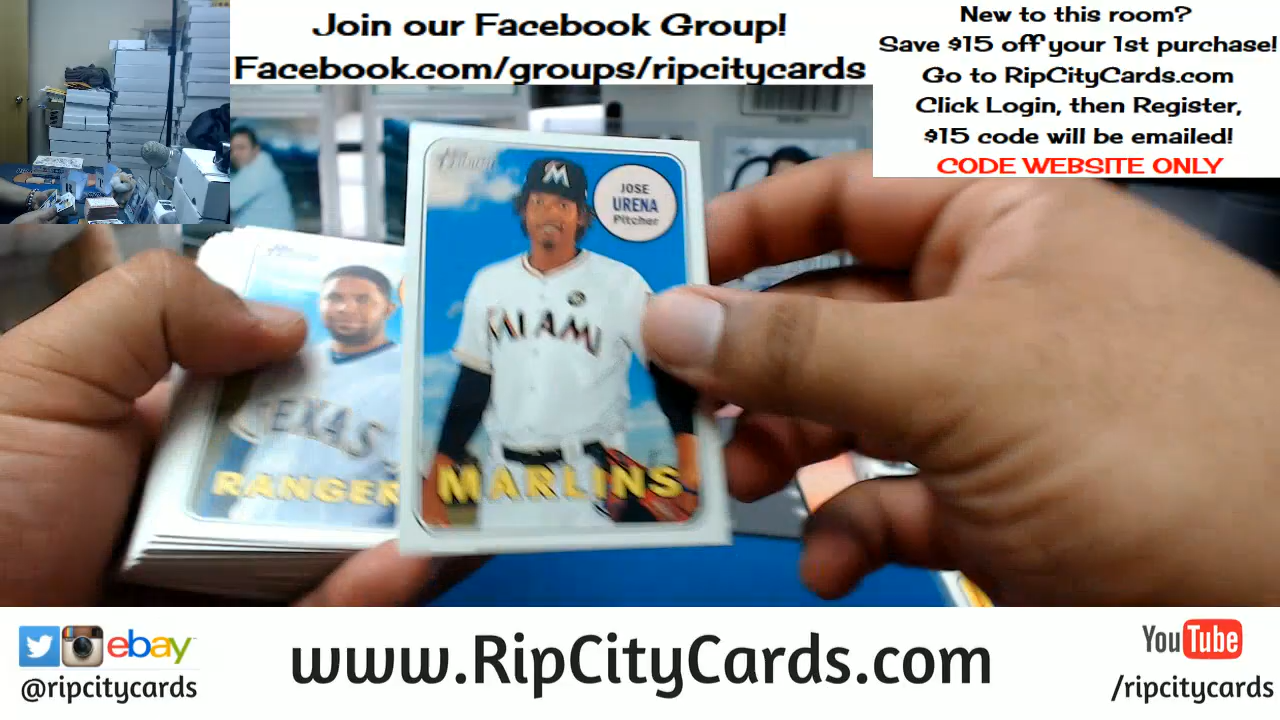 Join our Facebook Group!
Facebook.com/groups/ripcitycards
New to this room?
Save $15 off your 1st purchase!
Go to RipCityCards.com
Click Login, then Register,
$15 code will be emailed!
CODE WEBSITE ONLY
Heritage
JOSE
URENA
Pitcher
M
MIAMI
MARLINS
TEXAS
RANGER
ebay
@ripcitycards
www.RipCityCards.com
YouTube
/ripcitycards